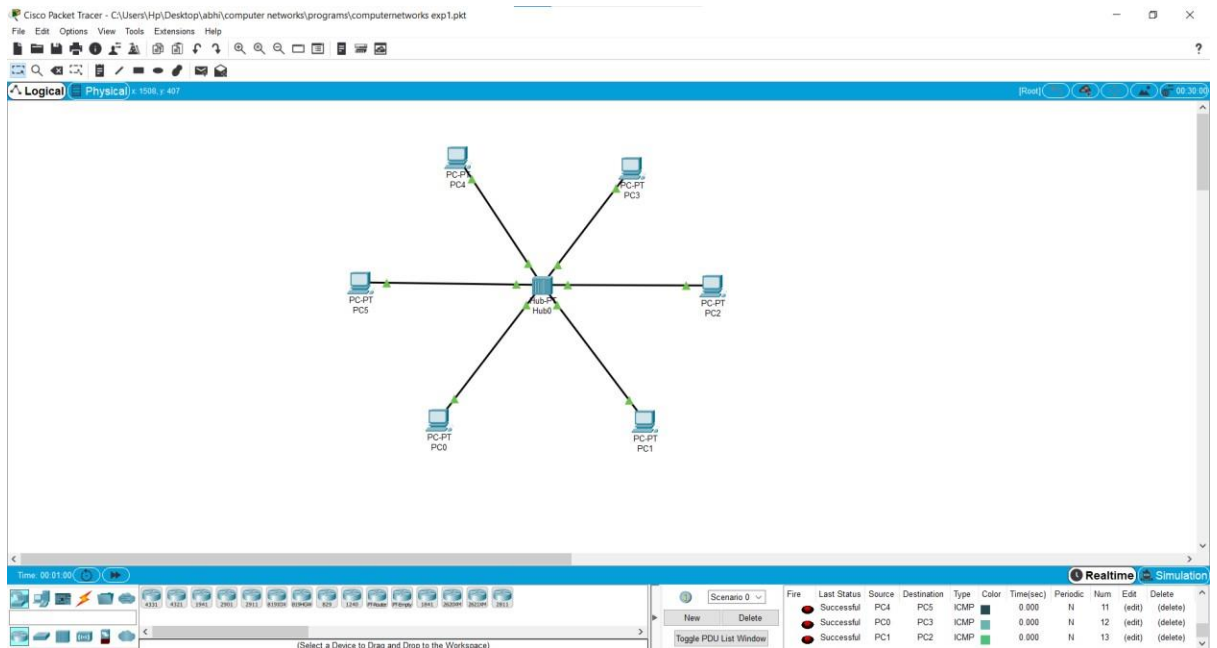 Cisco Packet Tracer - C:\Users\Hp\Desktop\abhi\computer networks\programs\computernetworks exp1.pkt
File Edit Options View Tools Extensions Help
?
Logical Physical x: 1508, y: 407 [Root] 00:30:00
PC-PT
PC4
PC-PT
PC3
PC-PT
PC5
Hub-PT
Hub0
PC-PT
PC2
PC-PT
PC0
PC-PT
PC1
Time: 00:01:00 Realtime Simulation
4331 4321 1941 2901 2911 819IOX 819HGW 829 1240 PT-Router PT-Empty 1841 2620XM 2621XM 2811
(Select a Device to Drag and Drop to the Workspace)
Scenario 0
New Delete
Toggle PDU List Window
Fire Last Status Source Destination Type Color Time(sec) Periodic Num Edit Delete
Successful PC4 PC5 ICMP 0.000 N 11 (edit) (delete)
Successful PC0 PC3 ICMP 0.000 N 12 (edit) (delete)
Successful PC1 PC2 ICMP 0.000 N 13 (edit) (delete)